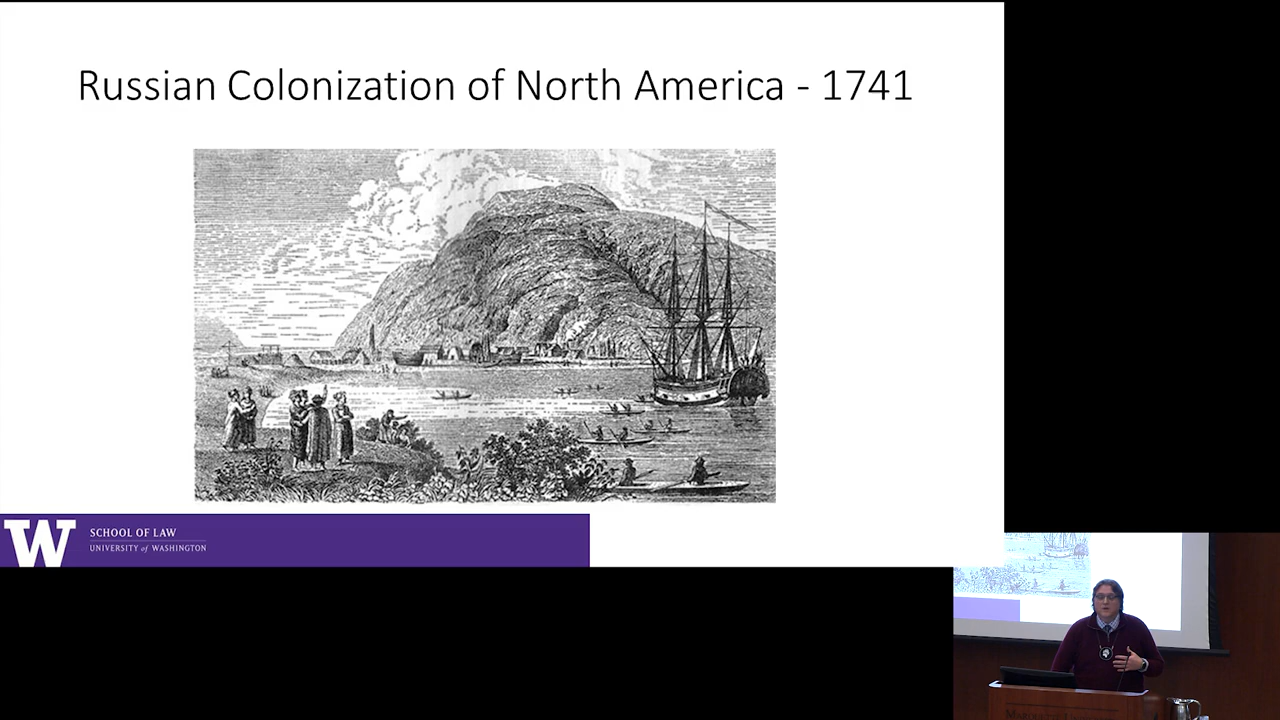 Russian Colonization of North America - 1741
W
SCHOOL OF LAW
UNIVERSITY of WASHINGTON